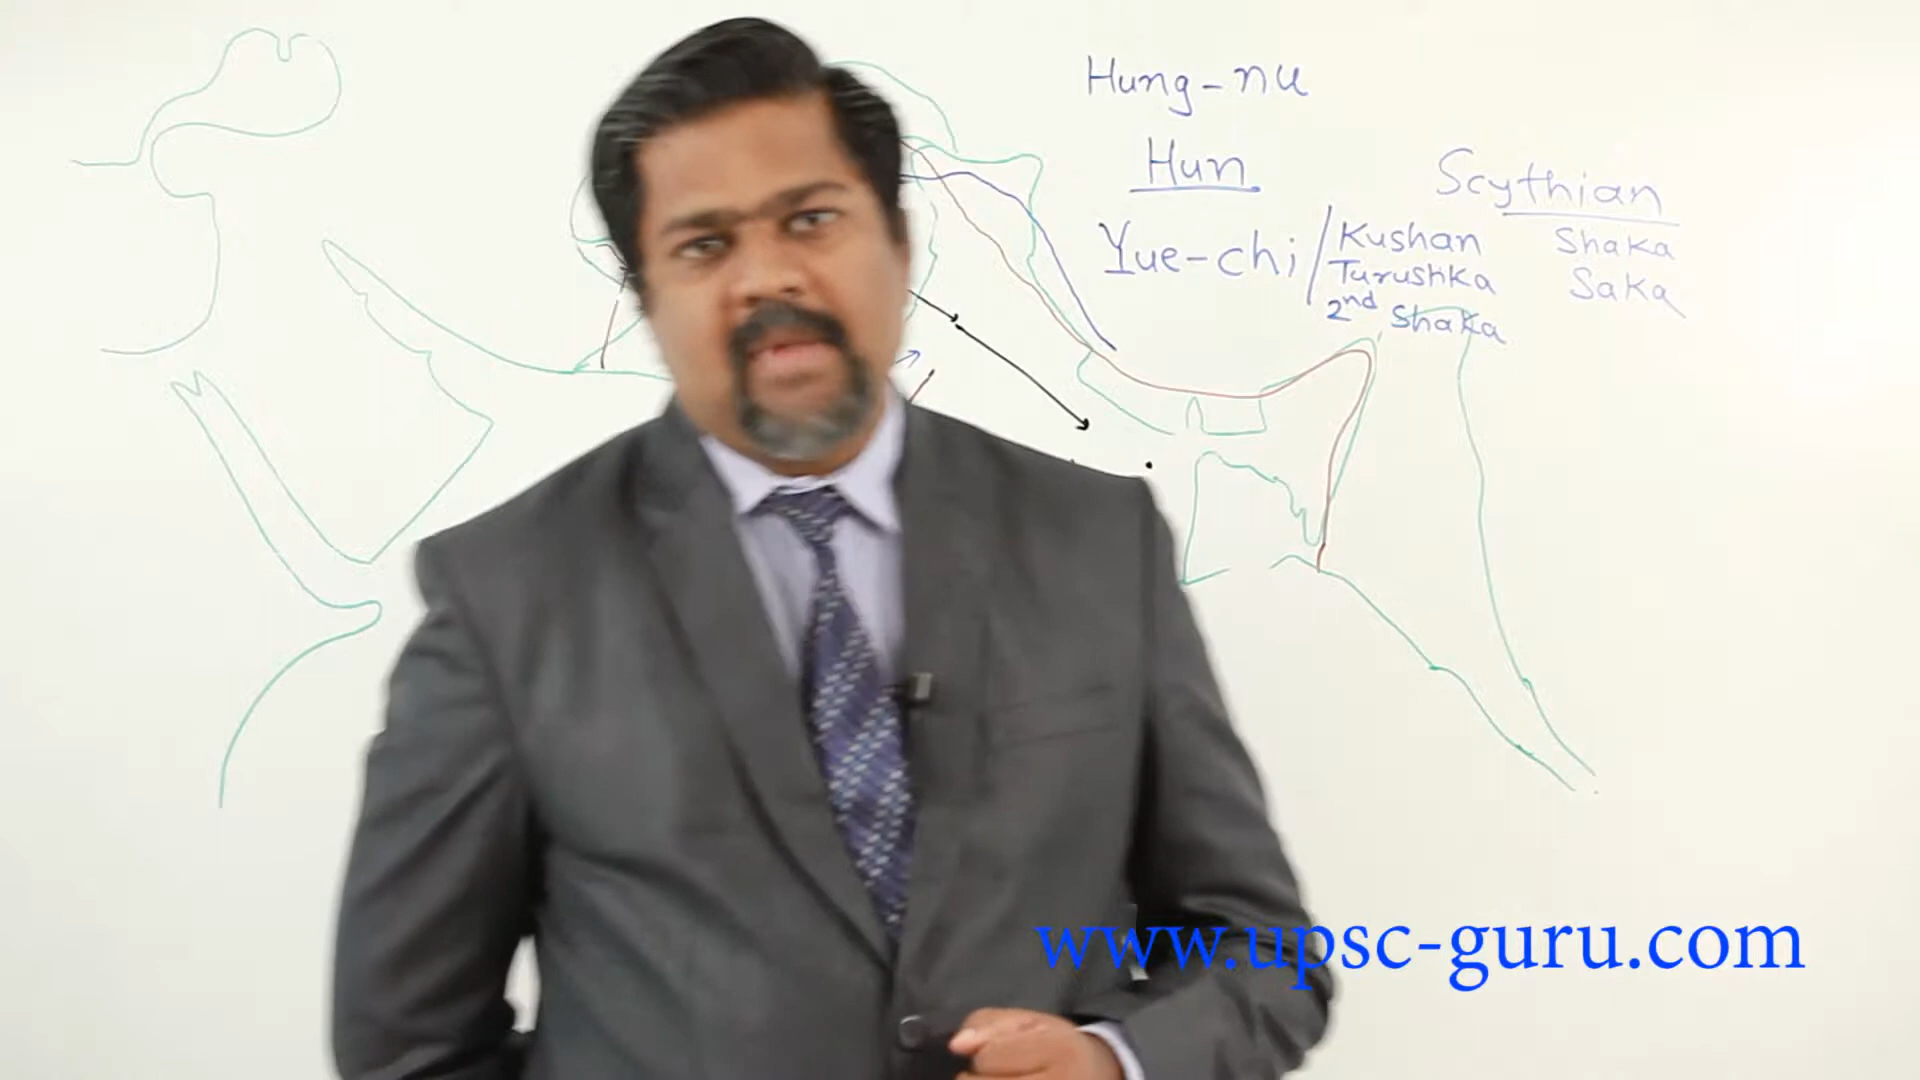 Hung-nu
Hun
Scythian
Yue-chi / Kushan
Turushka
2nd Shaka
Shaka
Saka
www.upsc-guru.com